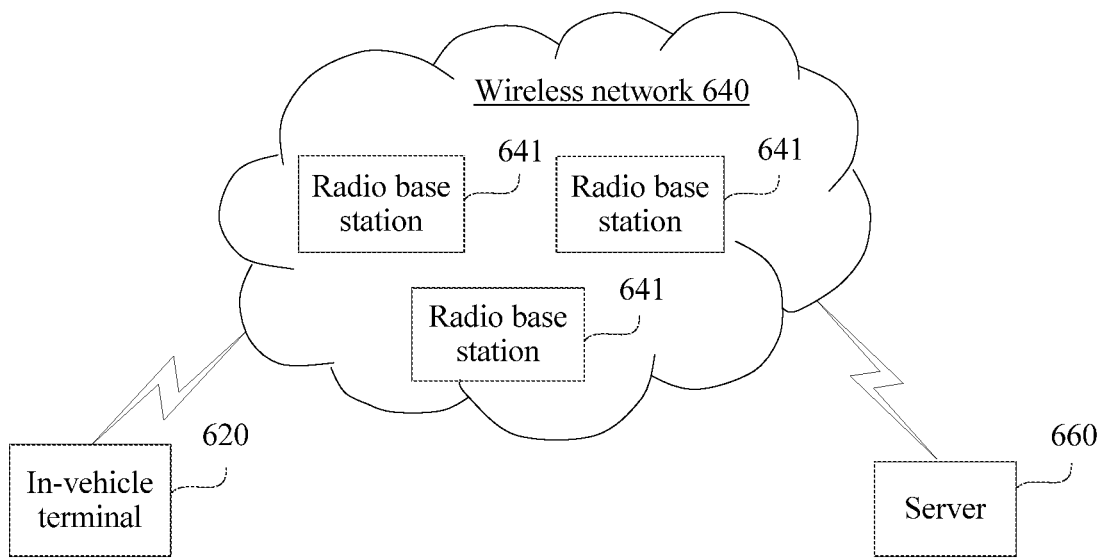 Wireless network 640
641
641
Radio base
station
Radio base
station
641
Radio base
station
620
660
In-vehicle
terminal
Server